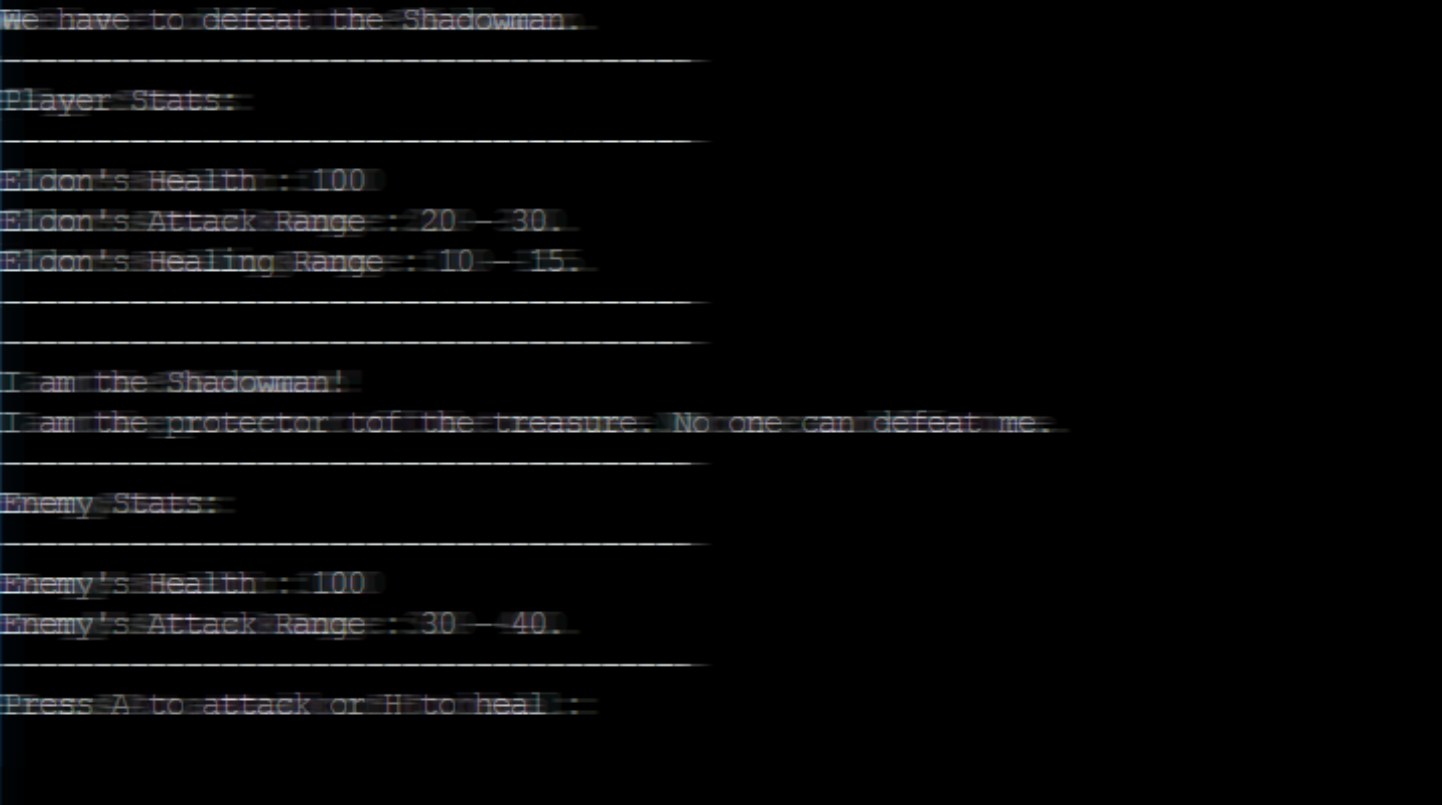 We have to defeat the Shadowman.
Player Stats:
Eldon's Health : 100
Eldon's Attack Range : 20 - 30.
Eldon's Healing Range : 10 - 15.
I am the Shadowman!
I am the protector tof the treasure. No one can defeat me.
Enemy Stats:
Enemy's Health : 100
Enemy's Attack Range : 30 - 40.
Press A to attack or H to heal :